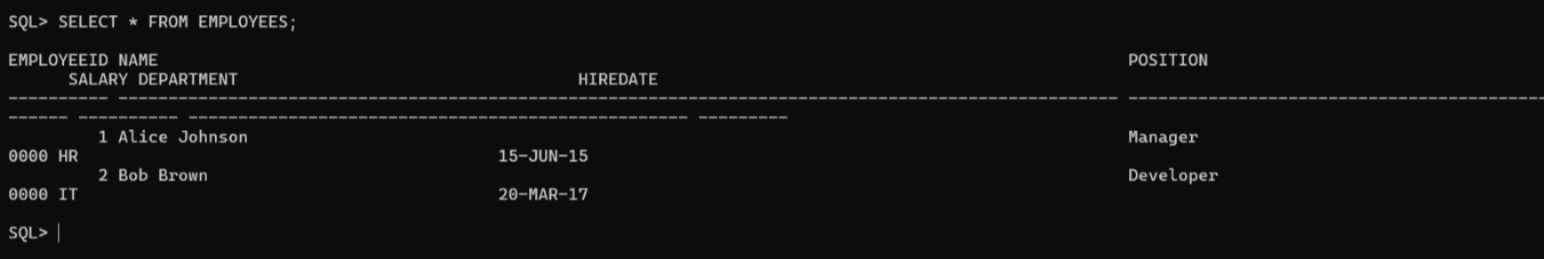 SQL> SELECT * FROM EMPLOYEES;
EMPLOYEEID NAME POSITION
SALARY DEPARTMENT HIREDATE
---------- ---------------------------------------------------------------------------------------------------- ------------------------------------------
------ ---------- -------------------------------------------------- ---------
1 Alice Johnson Manager
0000 HR 15-JUN-15
2 Bob Brown Developer
0000 IT 20-MAR-17
SQL>